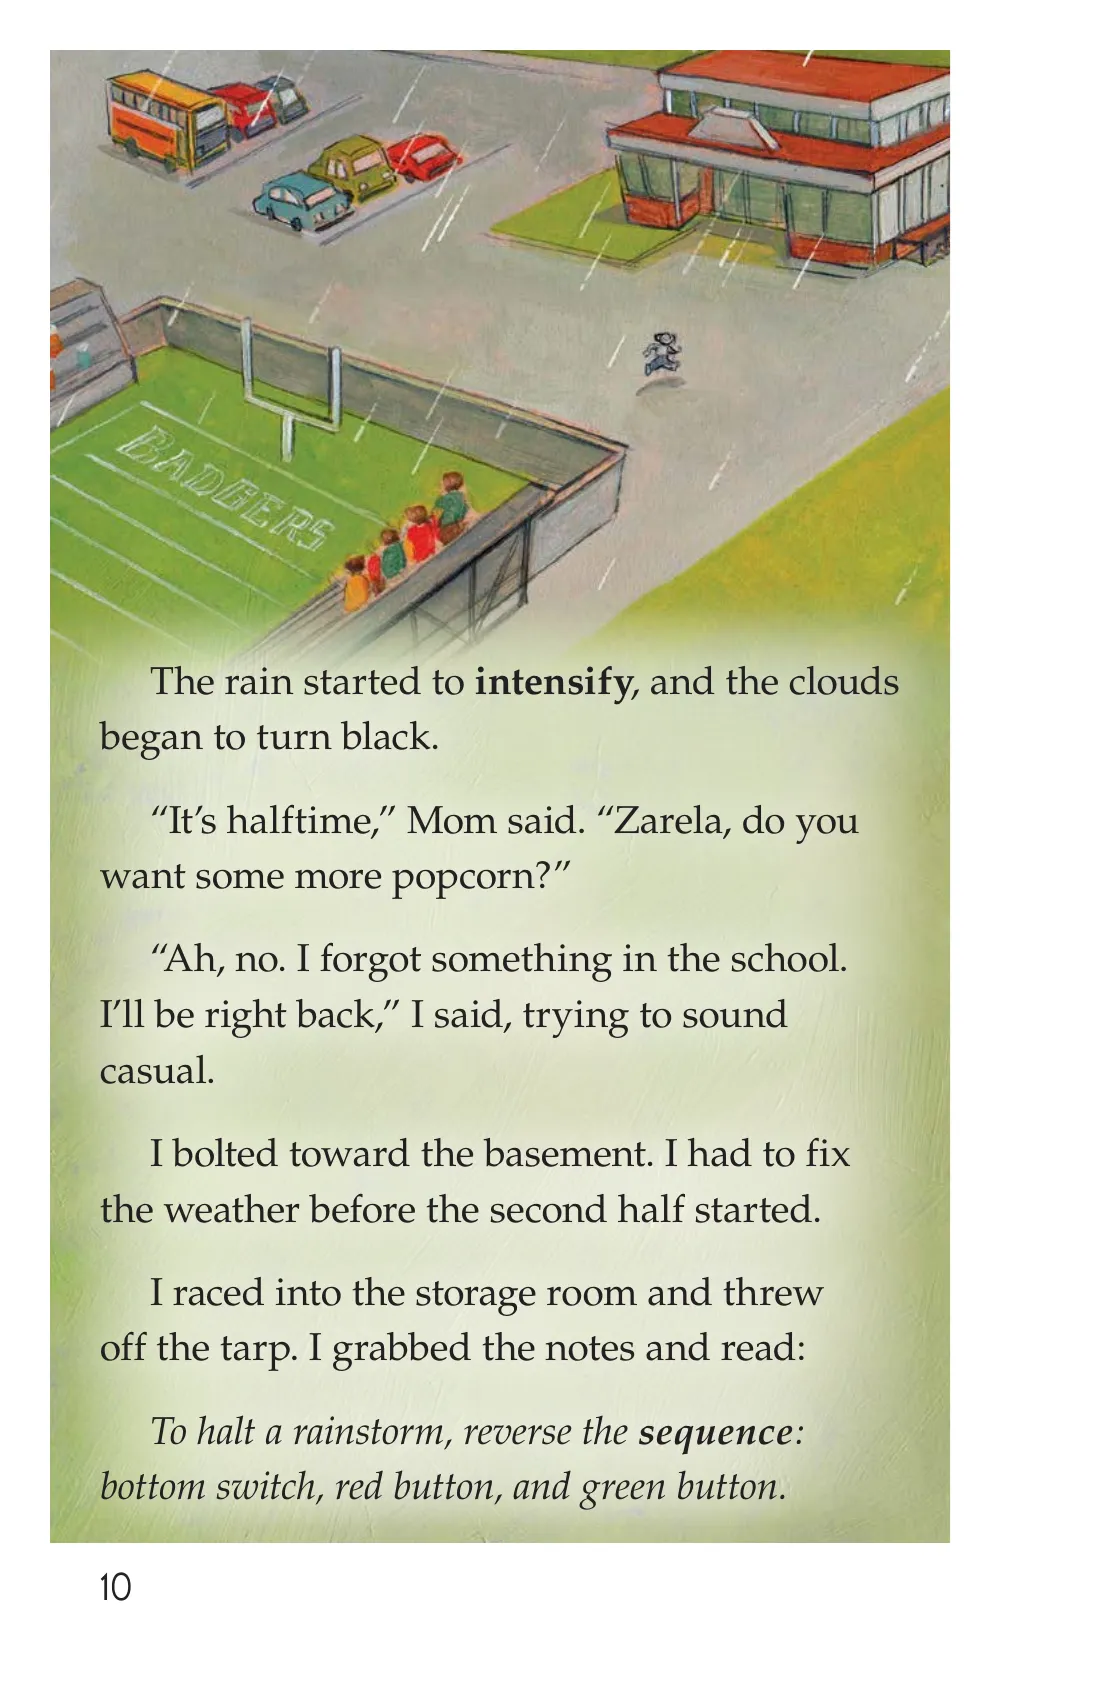 BADGERS
The rain started to intensify, and the clouds
began to turn black.
“It’s halftime,” Mom said. “Zarela, do you
want some more popcorn?”
“Ah, no. I forgot something in the school.
I’ll be right back,” I said, trying to sound
casual.
I bolted toward the basement. I had to fix
the weather before the second half started.
I raced into the storage room and threw
off the tarp. I grabbed the notes and read:
To halt a rainstorm, reverse the sequence:
bottom switch, red button, and green button.
10